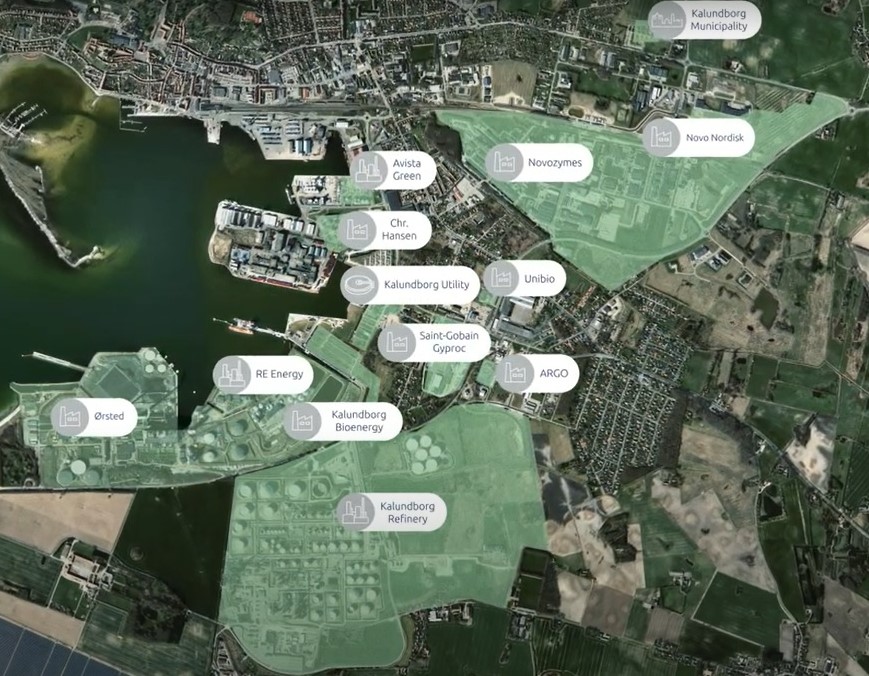 Kalundborg
Municipality
Novo Nordisk
Novozymes
Avista
Green
Chr.
Hansen
Kalundborg Utility
Unibio
Saint-Gobain
Gyproc
RE Energy
ARGO
Ørsted
Kalundborg
Bioenergy
Kalundborg
Refinery